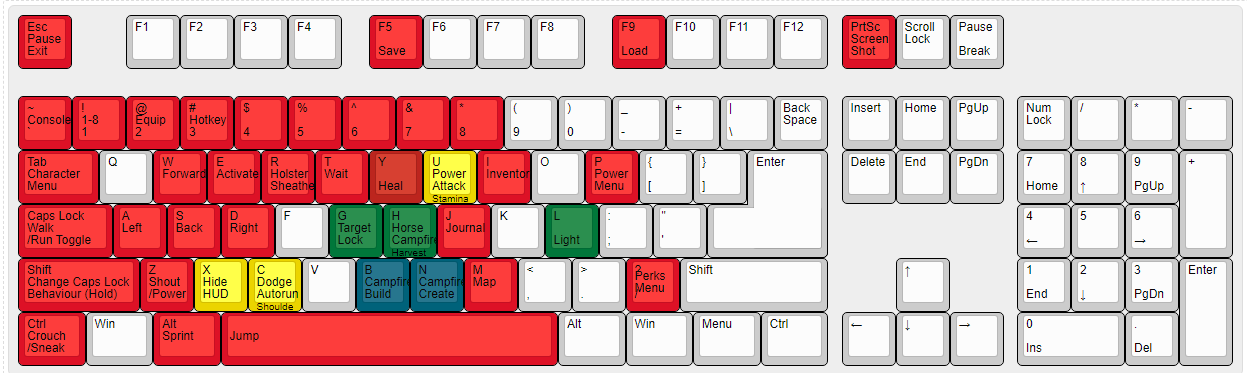 Esc
Pause
Exit
F1
F2
F3
F4
F5
Save
F6
F7
F8
F9
Load
F10
F11
F12
PrtSc
Screen
Shot
Scroll
Lock
Pause
Break
~
Console
`
!
1-8
1
@
Equip
2
#
Hotkey
3
$
4
%
5
^
6
&
7
*
8
(
9
)
0
_
-
+
=
|
\
Back
Space
Insert
Home
PgUp
Num
Lock
/
*
-
Tab
Character
Menu
Q
W
Forward
E
Activate
R
Holster
Sheathe
T
Wait
Y
Heal
U
Power
Attack
Stamina
I
Inventor
O
P
Power
Menu
{
[
}
]
Enter
Delete
End
PgDn
7
Home
8
↑
9
PgUp
+
Caps Lock
Walk
/Run Toggle
A
Left
S
Back
D
Right
F
G
Target
Lock
H
Horse
Campfire
Harvest
J
Journal
K
L
Light
:
;
"
'
4
←
5
6
→
Shift
Change Caps Lock
Behaviour (Hold)
Z
Shout
/Power
X
Hide
HUD
C
Dodge
Autorun
Shoulde
V
B
Campfire
Build
N
Campfire
Create
M
Map
<
,
>
.
?
Perks
Menu
/
Shift
↑
1
End
2
↓
3
PgDn
Enter
Ctrl
Crouch
/Sneak
Win
Alt
Sprint
Jump
Alt
Win
Menu
Ctrl
←
↓
→
0
Ins
.
Del